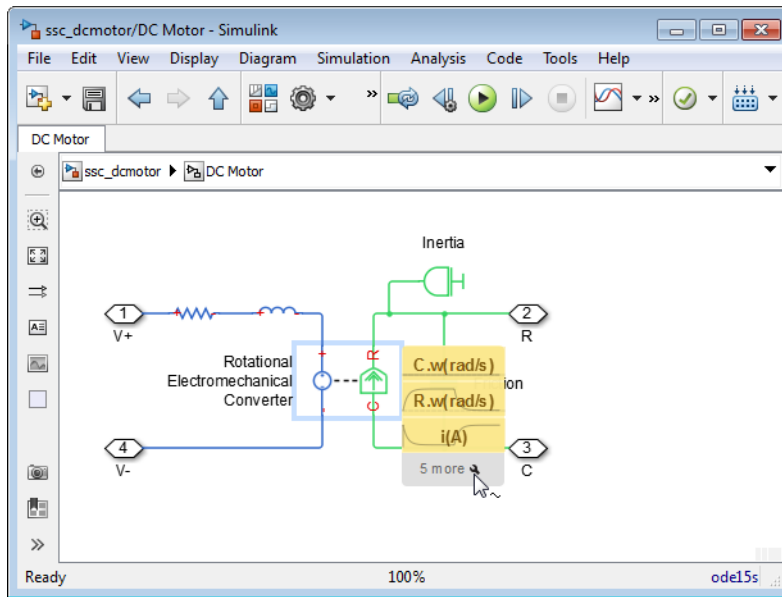 ssc_dcmotor/DC Motor - Simulink
File Edit View Display Diagram Simulation Analysis Code Tools Help
DC Motor
ssc_dcmotor DC Motor
Inertia
1
2
V+
R
Rotational
Electromechanical
Converter
+
-
R
C
C.w(rad/s)
R.w(rad/s)
ion
i(A)
5 more
4
3
V-
C
Ready 100% ode15s